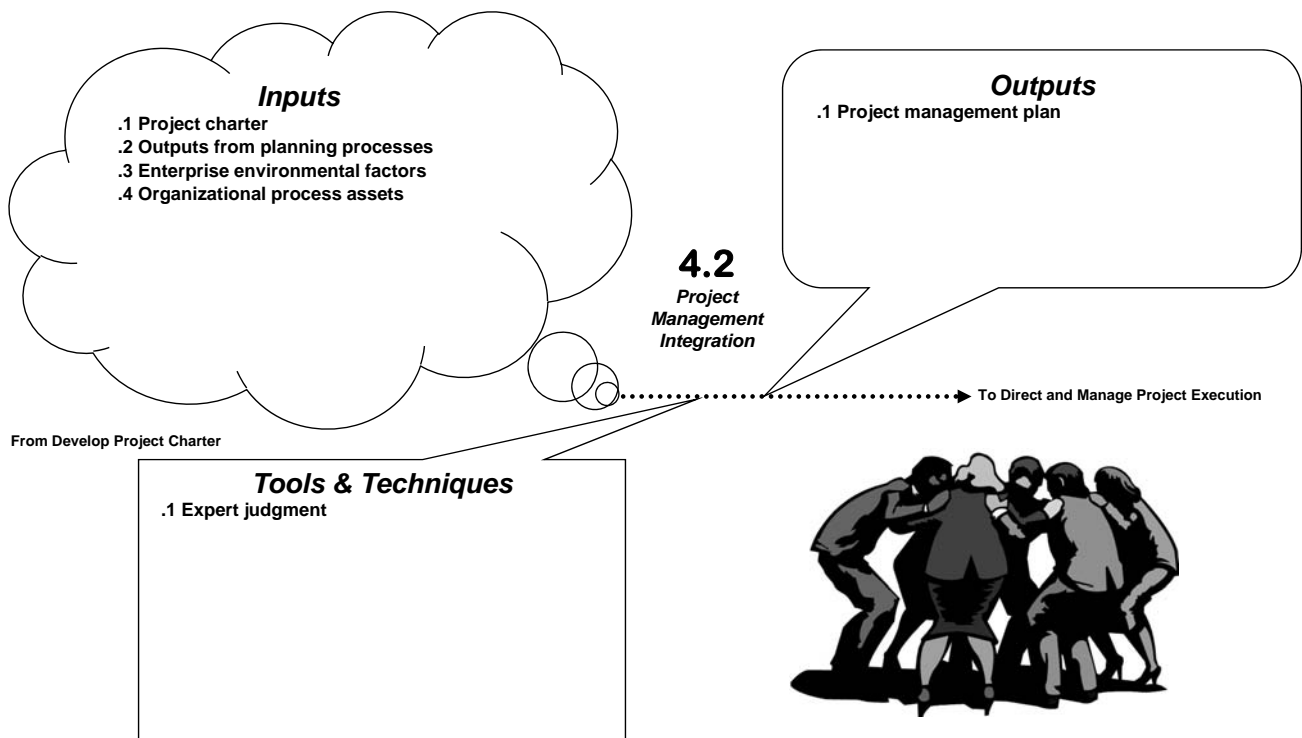 Inputs
.1 Project charter
.2 Outputs from planning processes
.3 Enterprise environmental factors
.4 Organizational process assets
Outputs
.1 Project management plan
4.2
Project
Management
Integration
To Direct and Manage Project Execution
From Develop Project Charter
Tools & Techniques
.1 Expert judgment